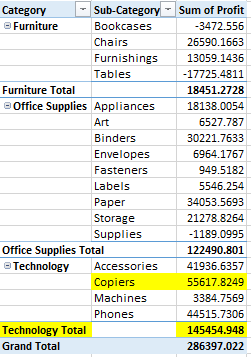 Category Sub-Category Sum of Profit
Furniture Bookcases -3472.556
Chairs 26590.1663
Furnishings 13059.1436
Tables -17725.4811
Furniture Total 18451.2728
Office Supplies Appliances 18138.0054
Art 6527.787
Binders 30221.7633
Envelopes 6964.1767
Fasteners 949.5182
Labels 5546.254
Paper 34053.5693
Storage 21278.8264
Supplies -1189.0995
Office Supplies Total 122490.801
Technology Accessories 41936.6357
Copiers 55617.8249
Machines 3384.7569
Phones 44515.7306
Technology Total 145454.948
Grand Total 286397.022